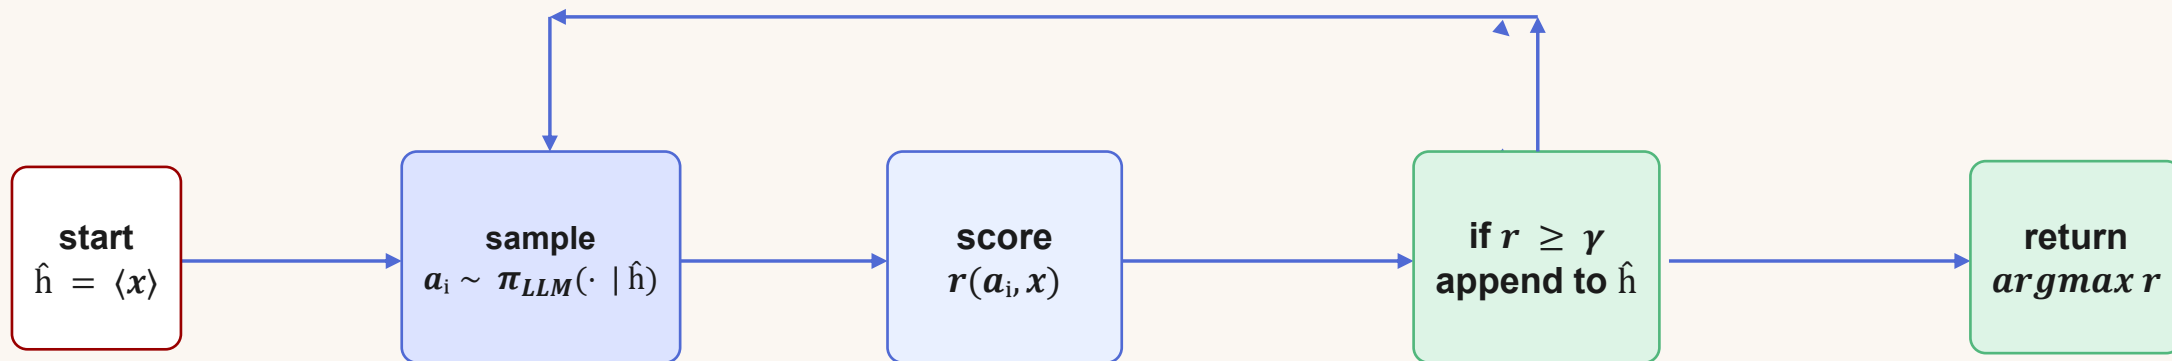 start
ĥ = ⟨x⟩
sample
aᵢ ~ π_LLM(· | ĥ)
score
r(aᵢ, x)
if r ≥ γ
append to ĥ
return
argmax r